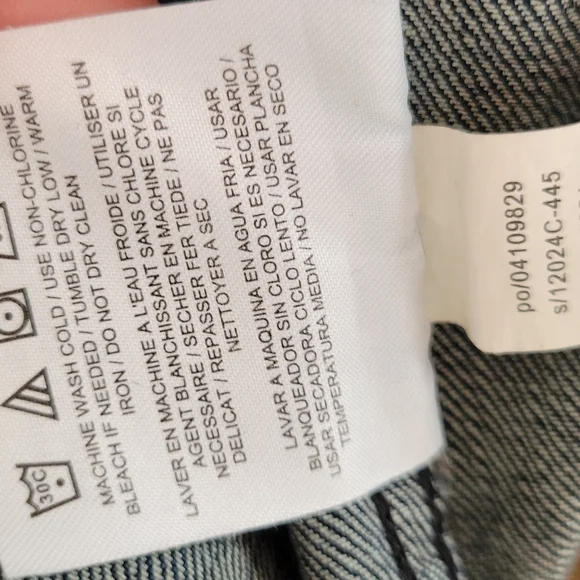 30C
MACHINE WASH COLD / USE NON-CHLORINE
BLEACH IF NEEDED / TUMBLE DRY LOW / WARM
IRON / DO NOT DRY CLEAN
LAVER EN MACHINE A L'EAU FROIDE / UTILISER UN
AGENT BLANCHISSANT SANS CHLORE SI
NECESSAIRE / SECHER EN MACHINE CYCLE
DELICAT / REPASSER FER TIEDE / NE PAS
NETTOYER A SEC
LAVAR A MAQUINA EN AGUA FRIA / USAR
BLANQUEADOR SIN CLORO SI ES NECESARIO /
USAR SECADORA CICLO LENTO / USAR PLANCHA
TEMPERATURA MEDIA / NO LAVAR EN SECO
po/04109829
s/12024C-445